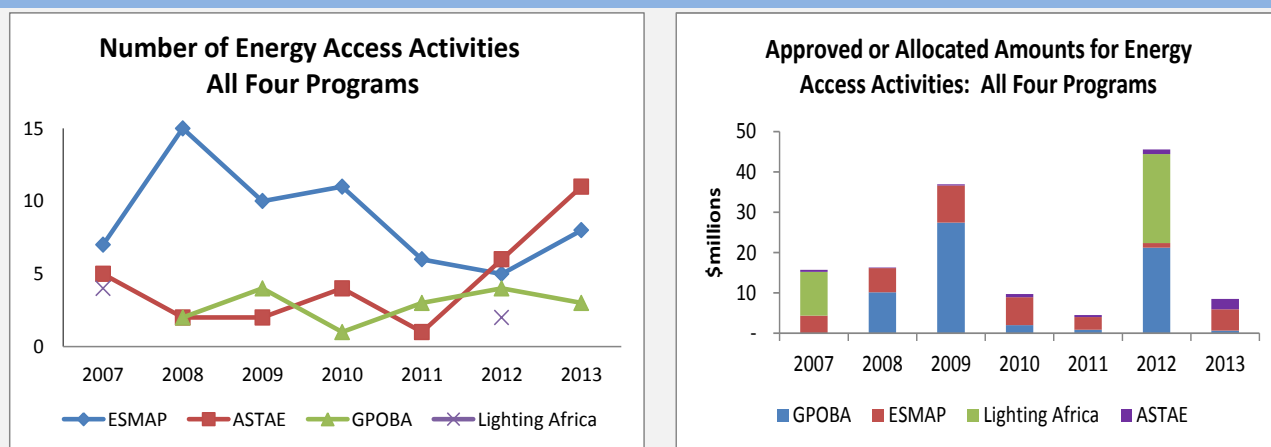 Number of Energy Access Activities
All Four Programs
15
10
5
0
2007 2008 2009 2010 2011 2012 2013
ESMAP ASTAE GPOBA Lighting Africa
Approved or Allocated Amounts for Energy
Access Activities: All Four Programs
$millions
50
40
30
20
10
-
2007 2008 2009 2010 2011 2012 2013
GPOBA ESMAP Lighting Africa ASTAE